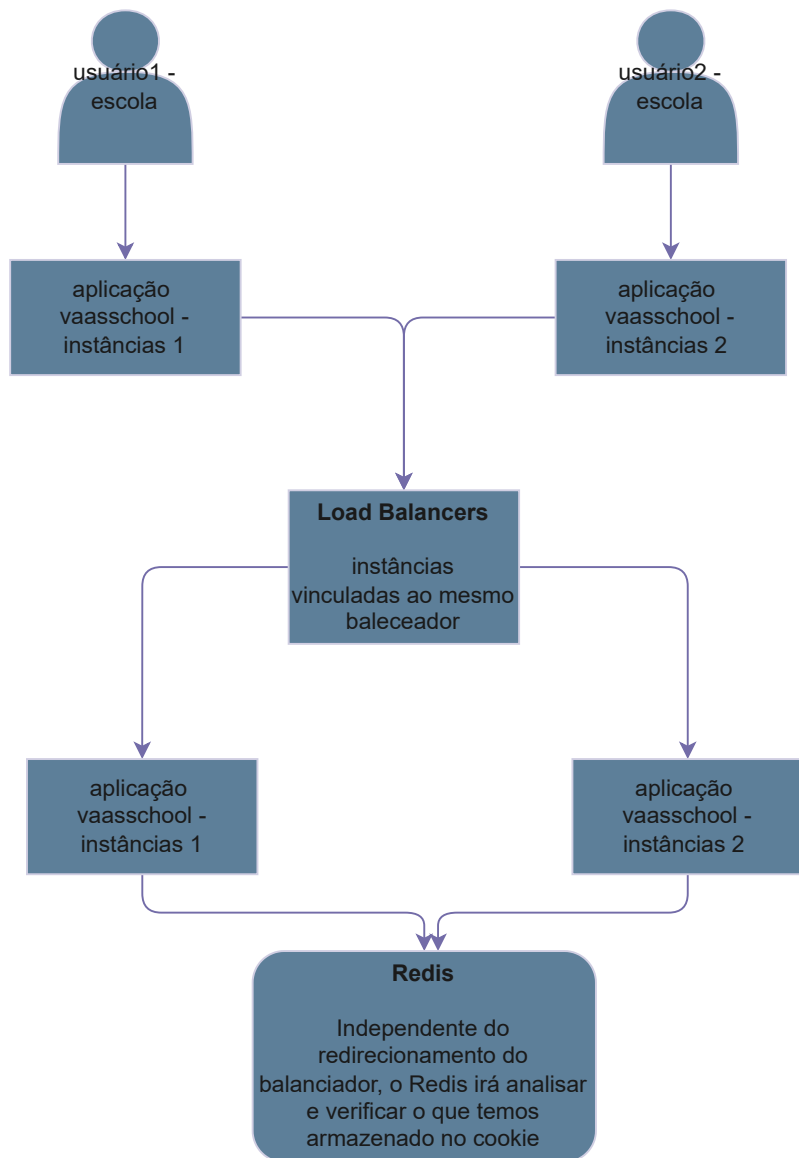 usuário1 -
escola
usuário2 -
escola
aplicação
vaasschool -
instâncias 1
aplicação
vaasschool -
instâncias 2
Load Balancers
instâncias
vinculadas ao mesmo
baleceador
aplicação
vaasschool -
instâncias 1
aplicação
vaasschool -
instâncias 2
Redis
Independente do
redirecionamento do
balanciador, o Redis irá analisar
e verificar o que temos
armazenado no cookie